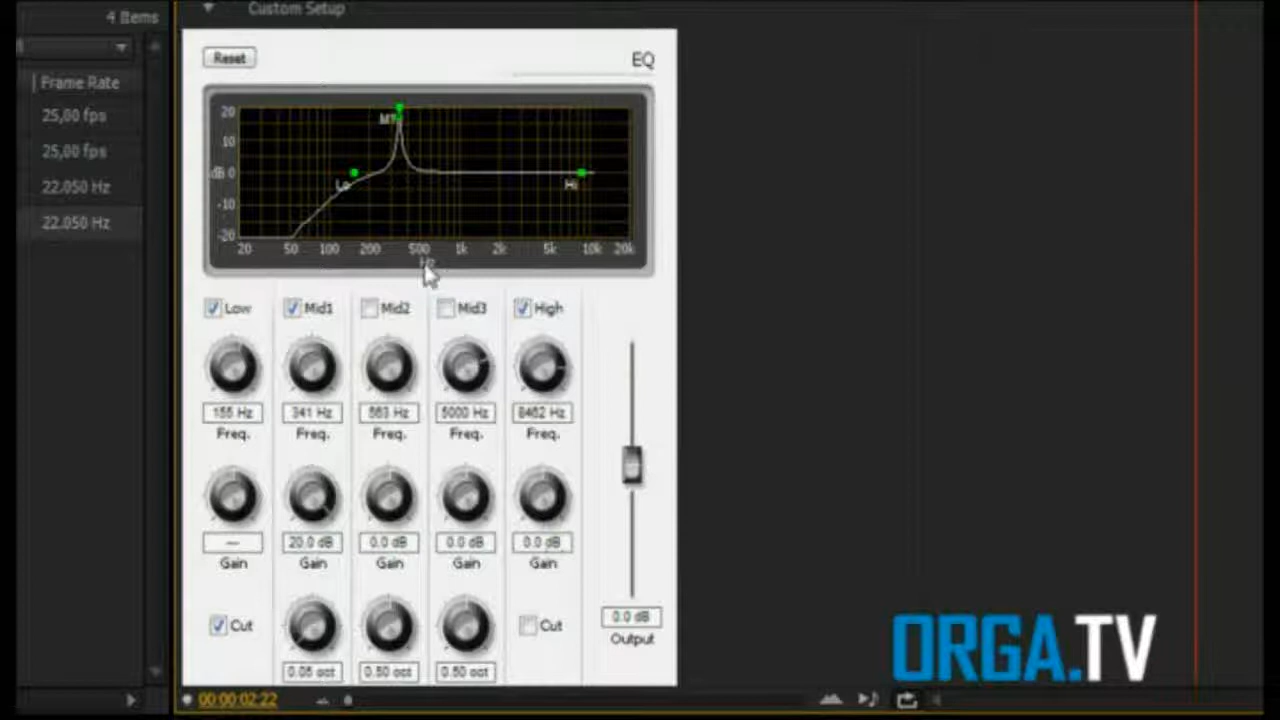 4 Items
Custom Setup
Reset
EQ
Frame Rate
25,00 fps
25,00 fps
22.050 Hz
22.050 Hz
20
10
dB 0
-10
-20
Lo
Hi
20 50 100 200 500 1k 2k 5k 10k 20k
Hz
Low Mid1 Mid2 Mid3 High
155 Hz 341 Hz 563 Hz 5000 Hz 8462 Hz
Freq. Freq. Freq. Freq. Freq.
--- 20.0 dB 0.0 dB 0.0 dB 0.0 dB
Gain Gain Gain Gain Gain
Cut Cut
0.0 dB
Output
0.05 oct 0.50 oct 0.50 oct
00:00:02:22
ORGA.TV